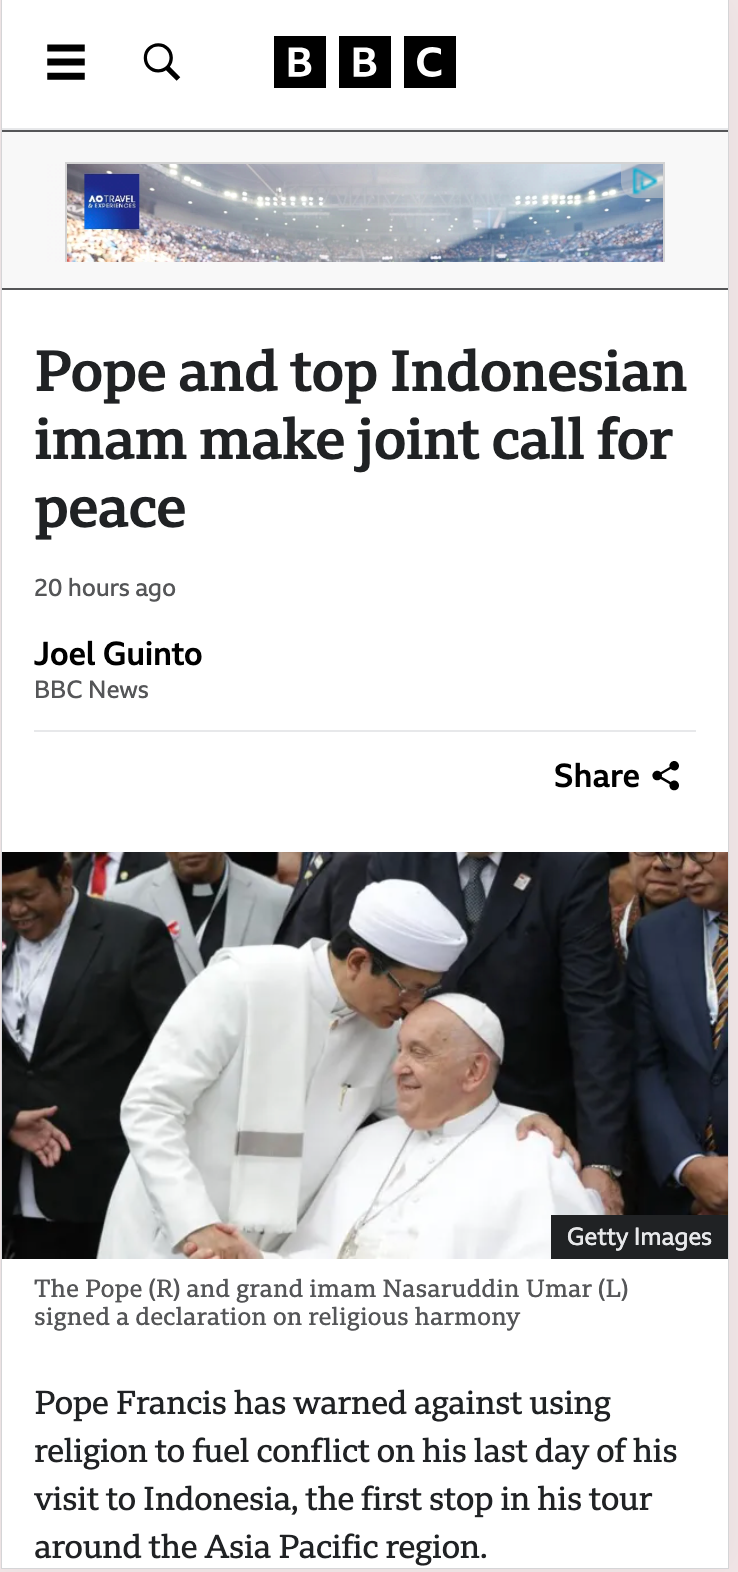 BBC
AO TRAVEL
& EXPERIENCES
Pope and top Indonesian
imam make joint call for
peace
20 hours ago
Joel Guinto
BBC News
Share
Getty Images
The Pope (R) and grand imam Nasaruddin Umar (L)
signed a declaration on religious harmony
Pope Francis has warned against using
religion to fuel conflict on his last day of his
visit to Indonesia, the first stop in his tour
around the Asia Pacific region.